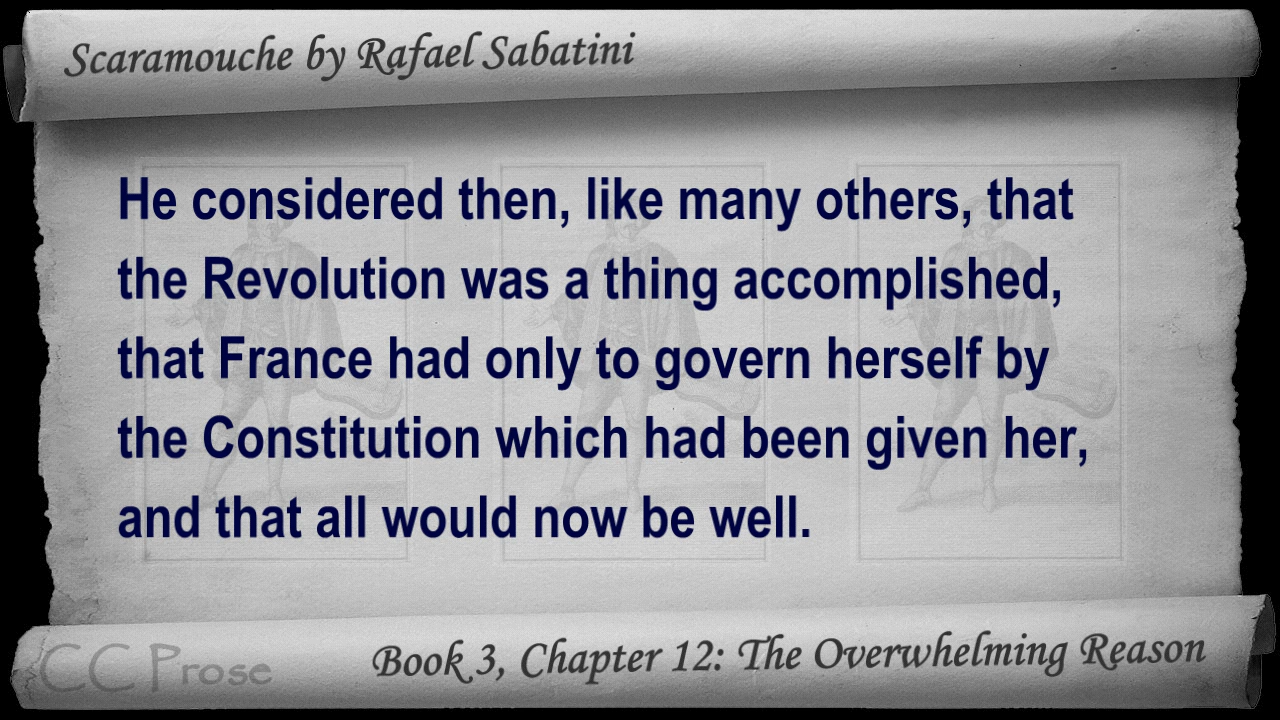 Scaramouche by Rafael Sabatini
He considered then, like many others, that
the Revolution was a thing accomplished,
that France had only to govern herself by
the Constitution which had been given her,
and that all would now be well.
CC Prose
Book 3, Chapter 12: The Overwhelming Reason